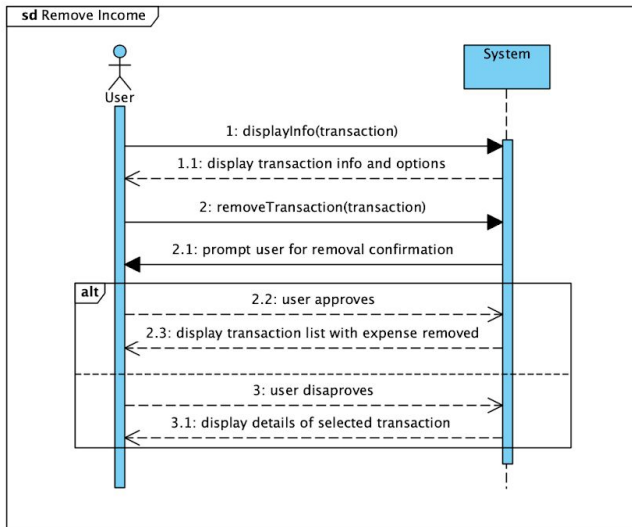 sd Remove Income
System
User
1: displayInfo(transaction)
1.1: display transaction info and options
2: removeTransaction(transaction)
2.1: prompt user for removal confirmation
alt
2.2: user approves
2.3: display transaction list with expense removed
3: user disaproves
3.1: display details of selected transaction